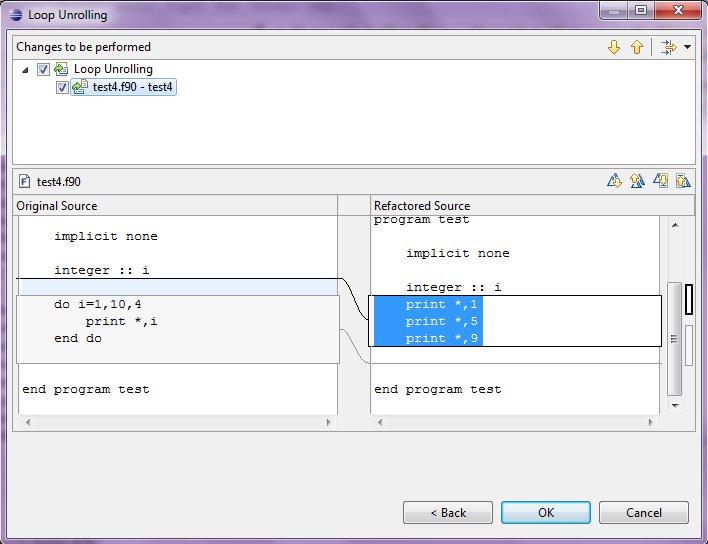 Loop Unrolling
Changes to be performed
Loop Unrolling
test4.f90 - test4
test4.f90
Original Source
implicit none
integer :: i
do i=1,10,4
print *,i
end do
end program test
Refactored Source
program test
implicit none
integer :: i
print *,1
print *,5
print *,9
end program test
< Back
OK
Cancel